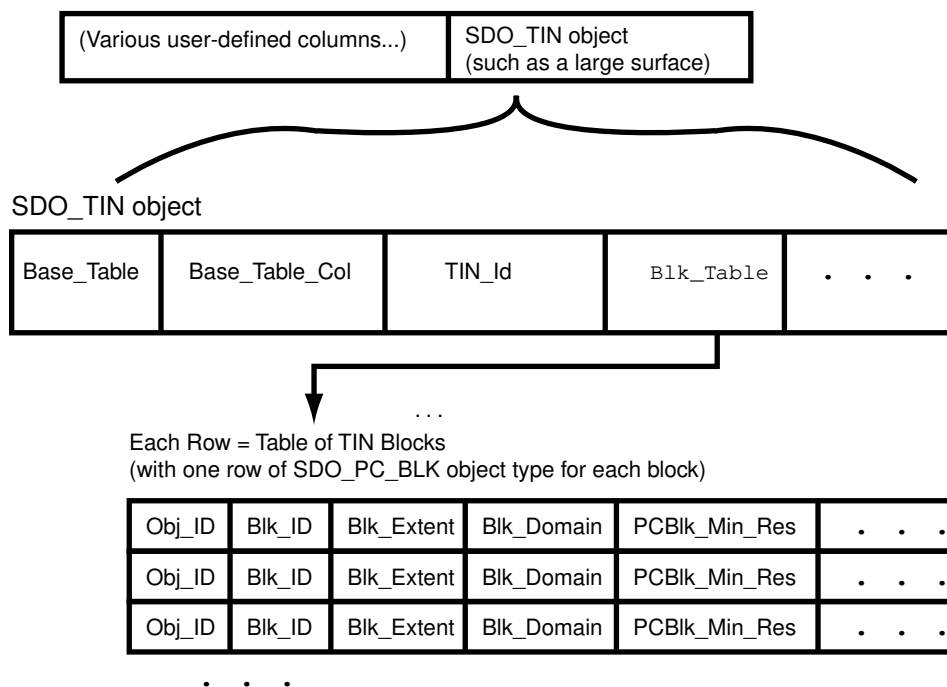 (Various user-defined columns...) SDO_TIN object
(such as a large surface)
SDO_TIN object
Base_Table Base_Table_Col TIN_Id Blk_Table . . .
. . .
Each Row = Table of TIN Blocks
(with one row of SDO_PC_BLK object type for each block)
Obj_ID Blk_ID Blk_Extent Blk_Domain PCBlk_Min_Res . . .
Obj_ID Blk_ID Blk_Extent Blk_Domain PCBlk_Min_Res . . .
Obj_ID Blk_ID Blk_Extent Blk_Domain PCBlk_Min_Res . . .
. . .